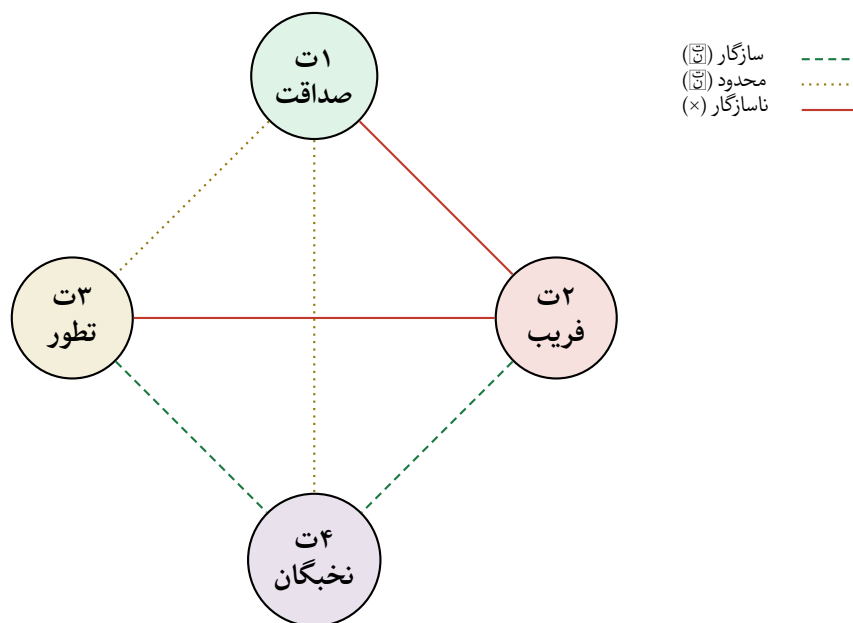 ت۱
صداقت
سازگار
محدود
ناسازگار (×)
ت۳
تطور
ت۲
فریب
ت۴
نخبگان